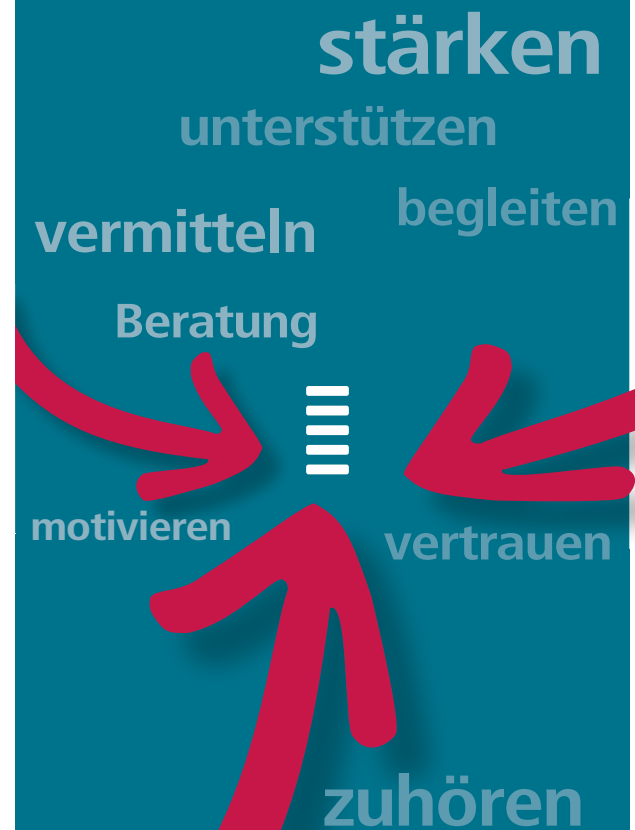 stärken
unterstützen
begleiten
vermitteln
Beratung
motivieren
vertrauen
zuhören